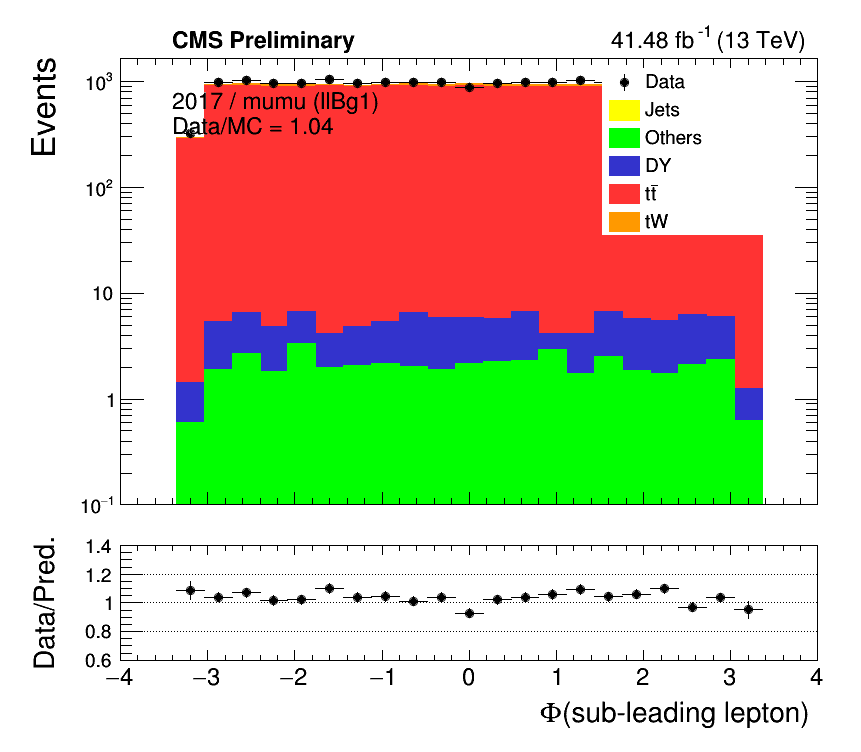 CMS Preliminary
41.48 fb⁻¹ (13 TeV)
Events
2017 / mumu (llBg1)
Data/MC = 1.04
Data
Jets
Others
DY
tt̄
tW
10³
10²
10
1
10⁻¹
Data/Pred.
1.4
1.2
1
0.8
0.6
−4 −3 −2 −1 0 1 2 3 4
Φ(sub-leading lepton)